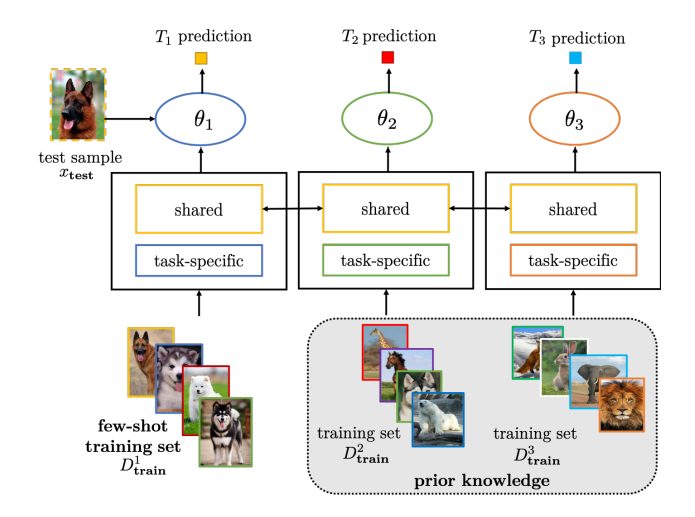 T₁ prediction
T₂ prediction
T₃ prediction
θ₁
θ₂
θ₃
test sample
x_test
shared
shared
shared
task-specific
task-specific
task-specific
few-shot
training set
D¹_train
training set
D²_train
training set
D³_train
prior knowledge